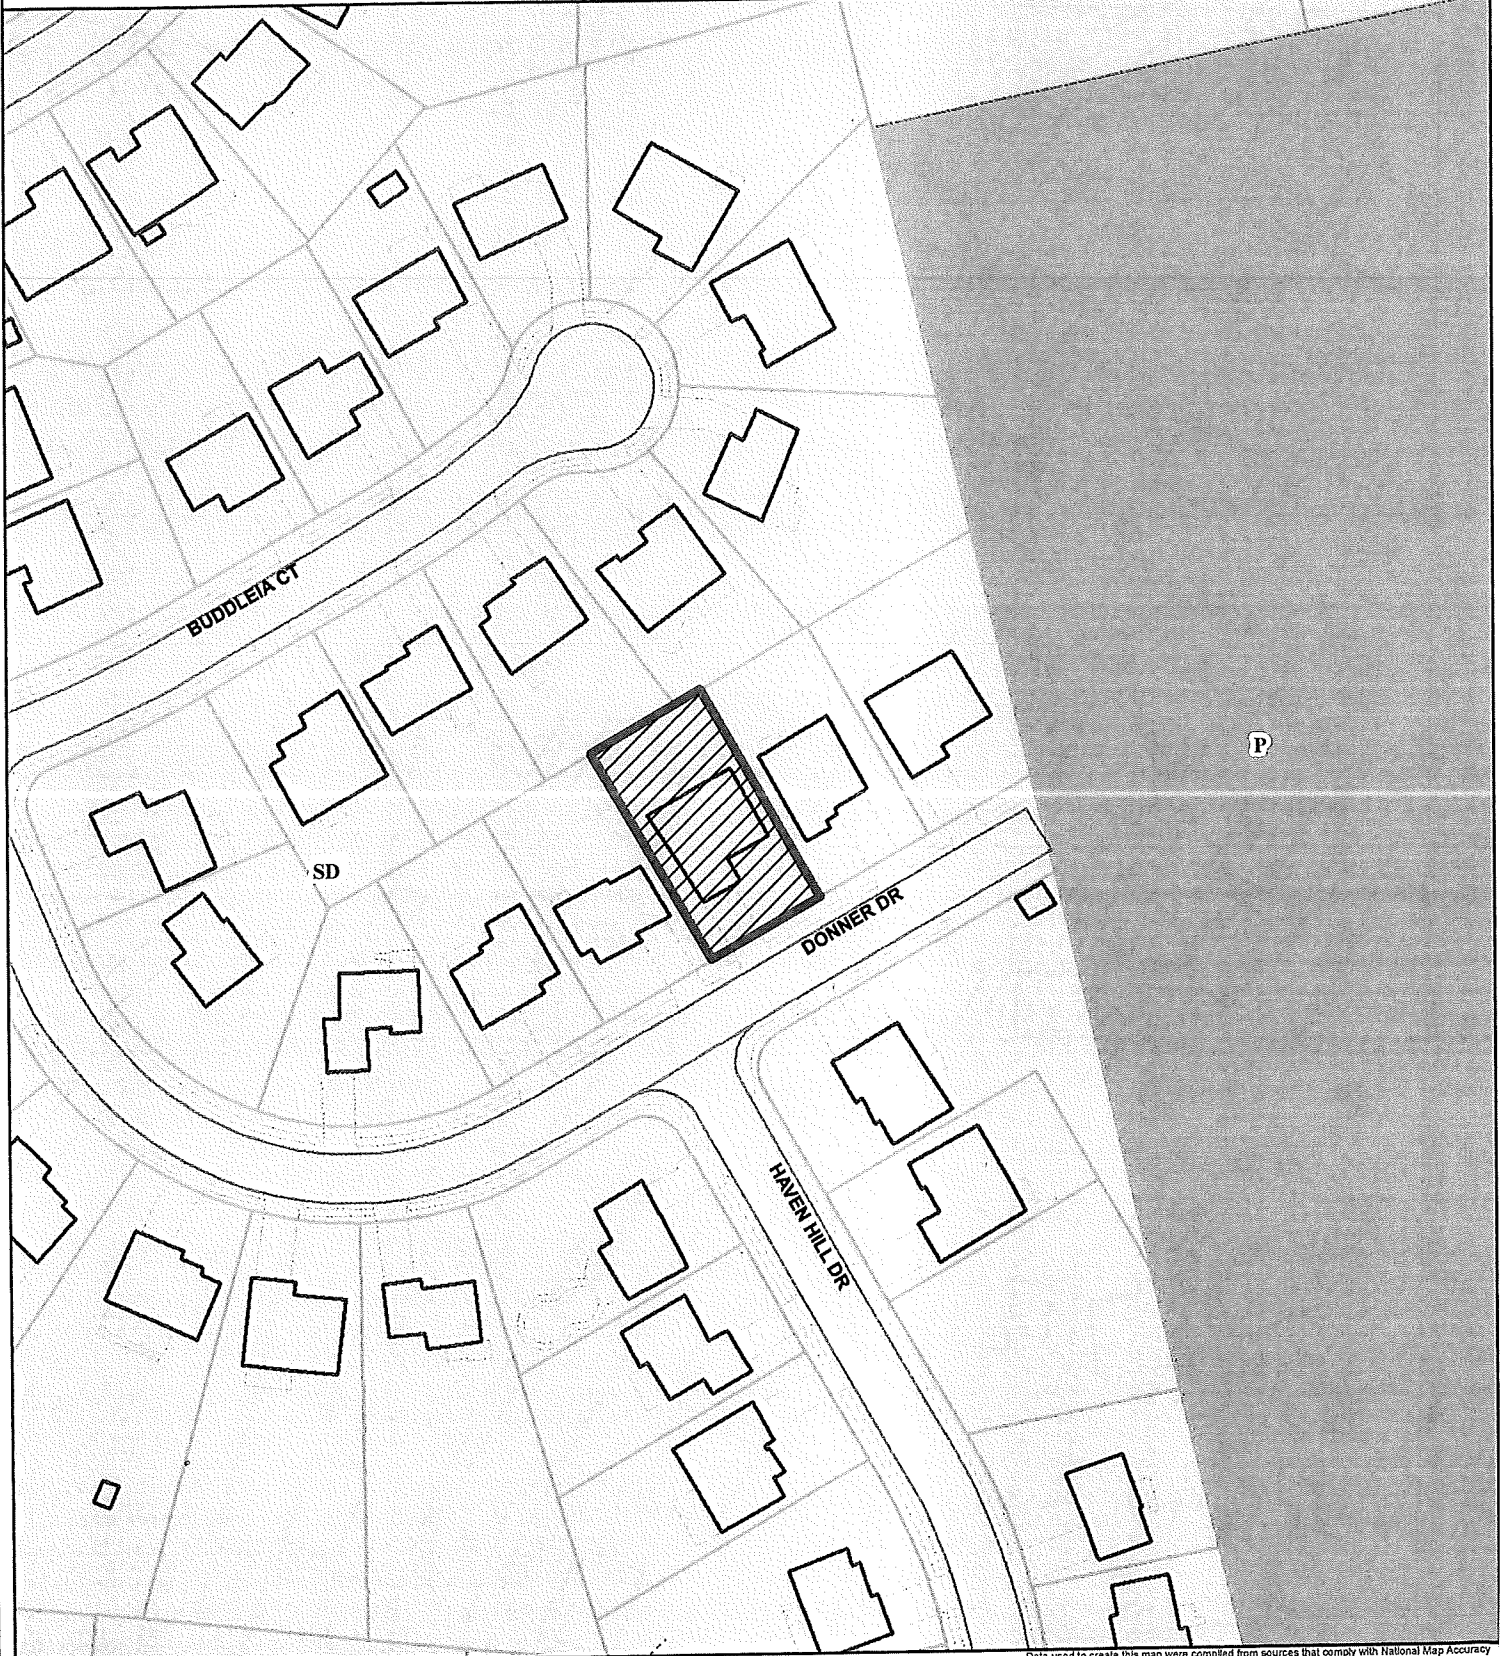 BUDDLEIA CT
P
SD
DONNER DR
HAVEN HILL DR
Data used to create this map were compiled from sources that comply with National Map Accuracy